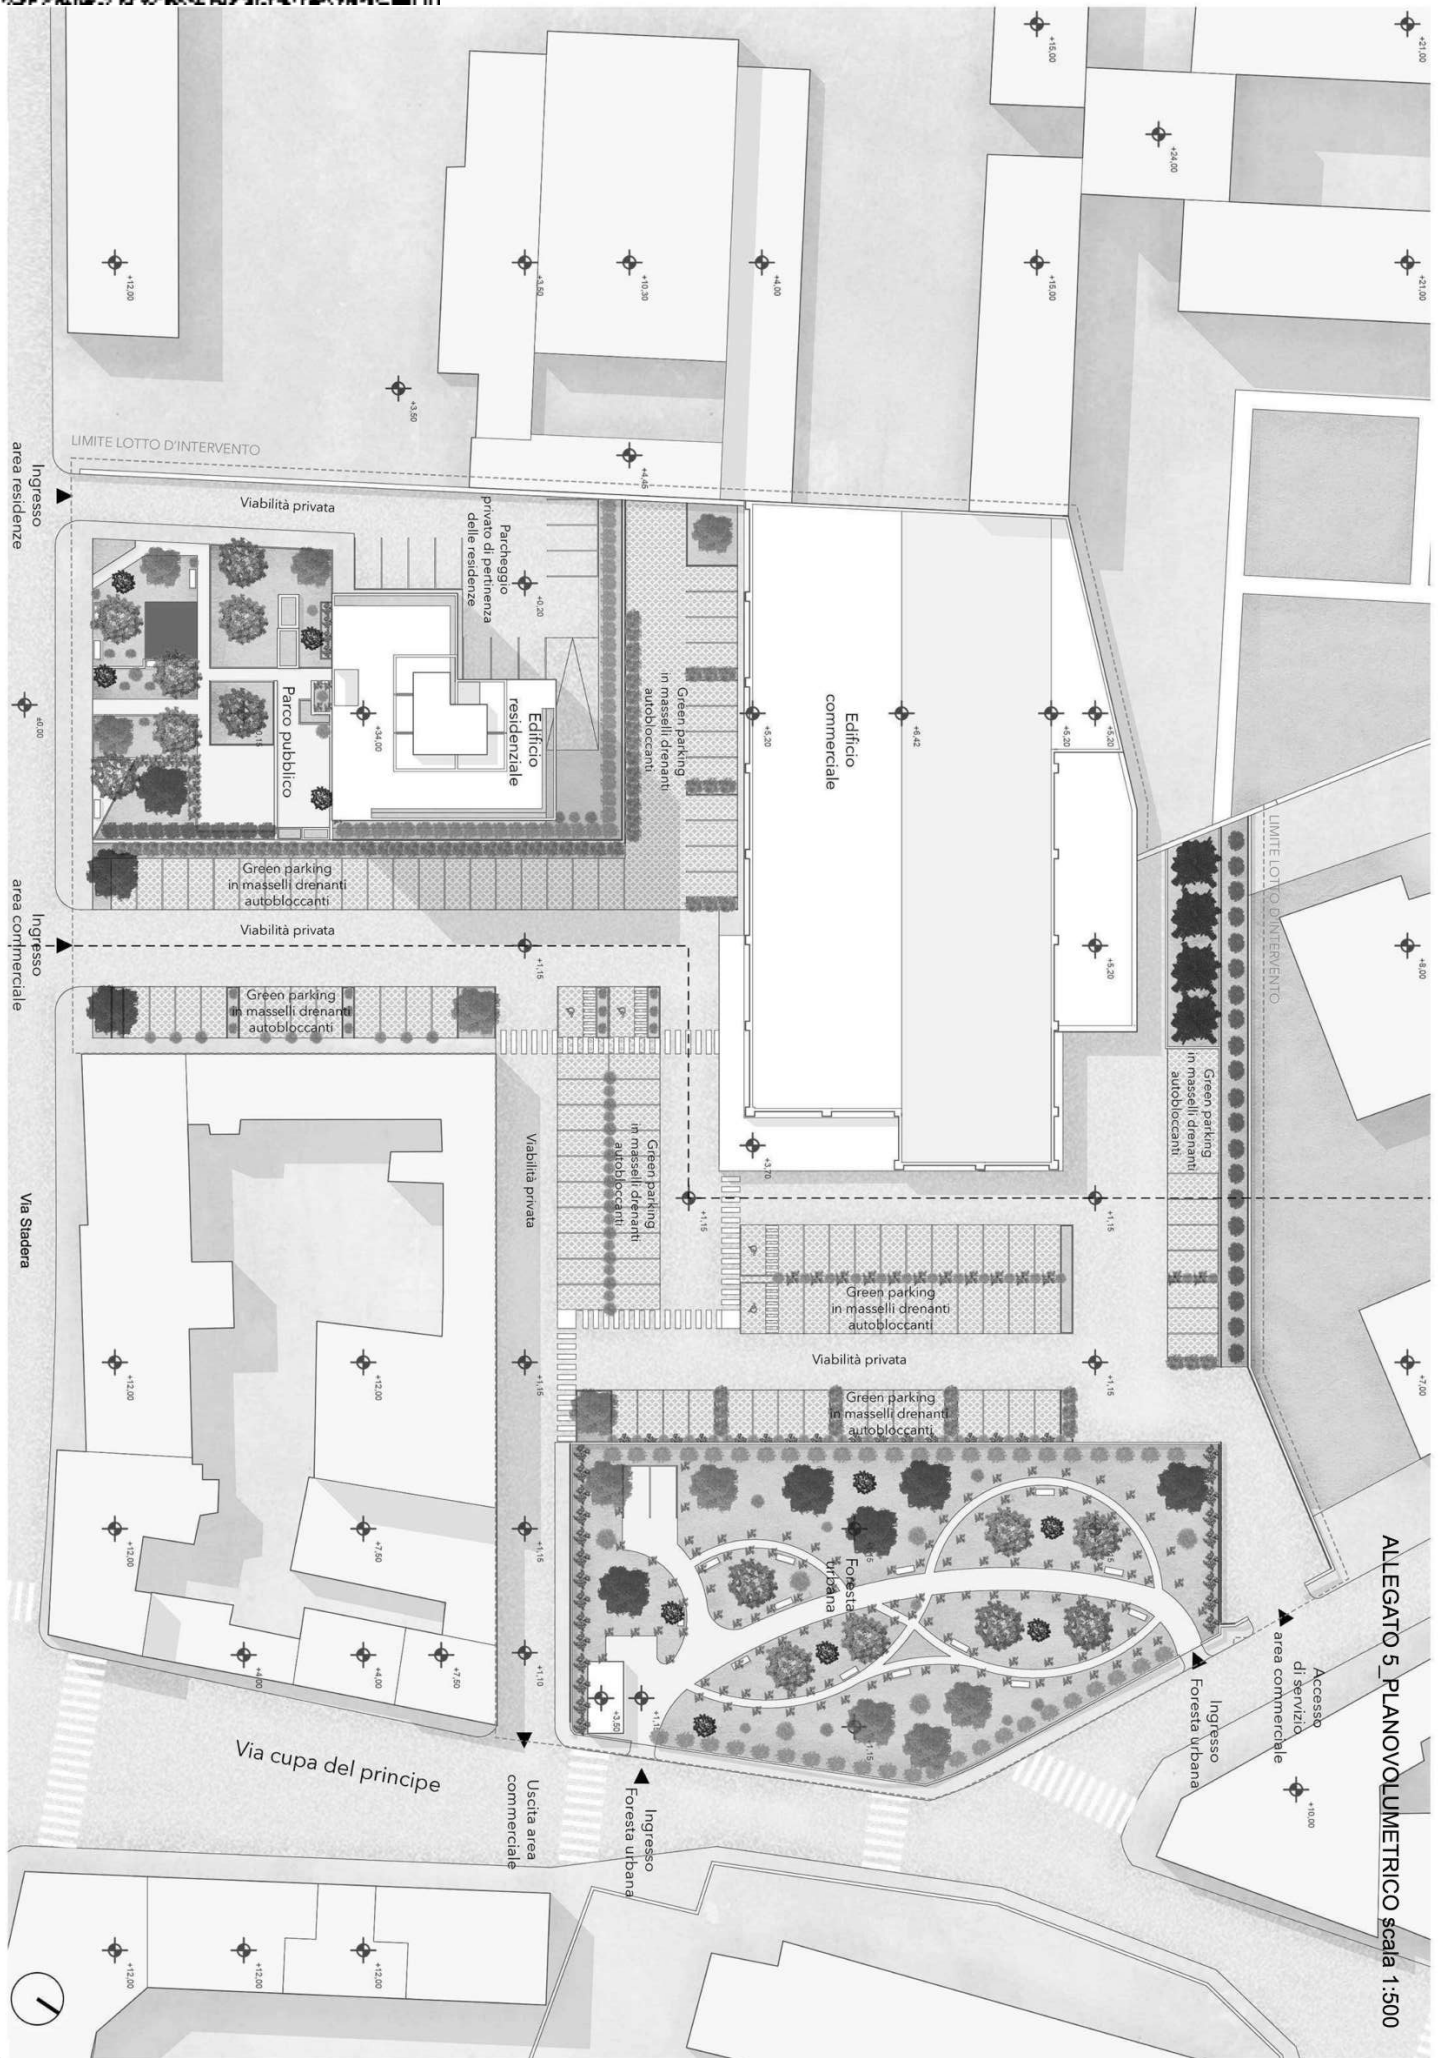 ALLEGATO 5_PLANOVOLUMETRICO scala 1:500
+15,00
+21,00
+24,00
+12,00
+3,50
+10,30
+4,00
+15,00
+21,00
+3,50
+4,45
LIMITE LOTTO D'INTERVENTO
Ingresso
area residenze
Viabilità privata
Parcheggio
privato di pertinenza
delle residenze
+0,20
±0,00
Parco pubblico
+34,00
Edificio
residenziale
Green parking
in masselli drenanti
autobloccanti
Edificio
commerciale
+5,20
+6,42
+5,20
+5,20
LIMITE LOTTO D'INTERVENTO
Green parking
in masselli drenanti
autobloccanti
Ingresso
area commerciale
Viabilità privata
+1,15
+5,20
+8,00
Green parking
in masselli drenanti
autobloccanti
Green parking
in masselli drenanti
autobloccanti
Via Stadera
Viabilità privata
Green parking
in masselli drenanti
autobloccanti
+3,70
+1,15
+1,15
Green parking
in masselli drenanti
autobloccanti
Viabilità privata
+12,00
+12,00
+1,15
+1,15
+7,00
Green parking
in masselli drenanti
autobloccanti
+12,00
+7,50
+1,15
Foresta
urbana
+4,00
+4,00
+7,50
+1,10
+3,50
Via cupa del principe
Uscita area
commerciale
Ingresso
Foresta urbana
Ingresso
Foresta urbana
Accesso
di servizio
area commerciale
+10,00
+12,00
+12,00
+12,00